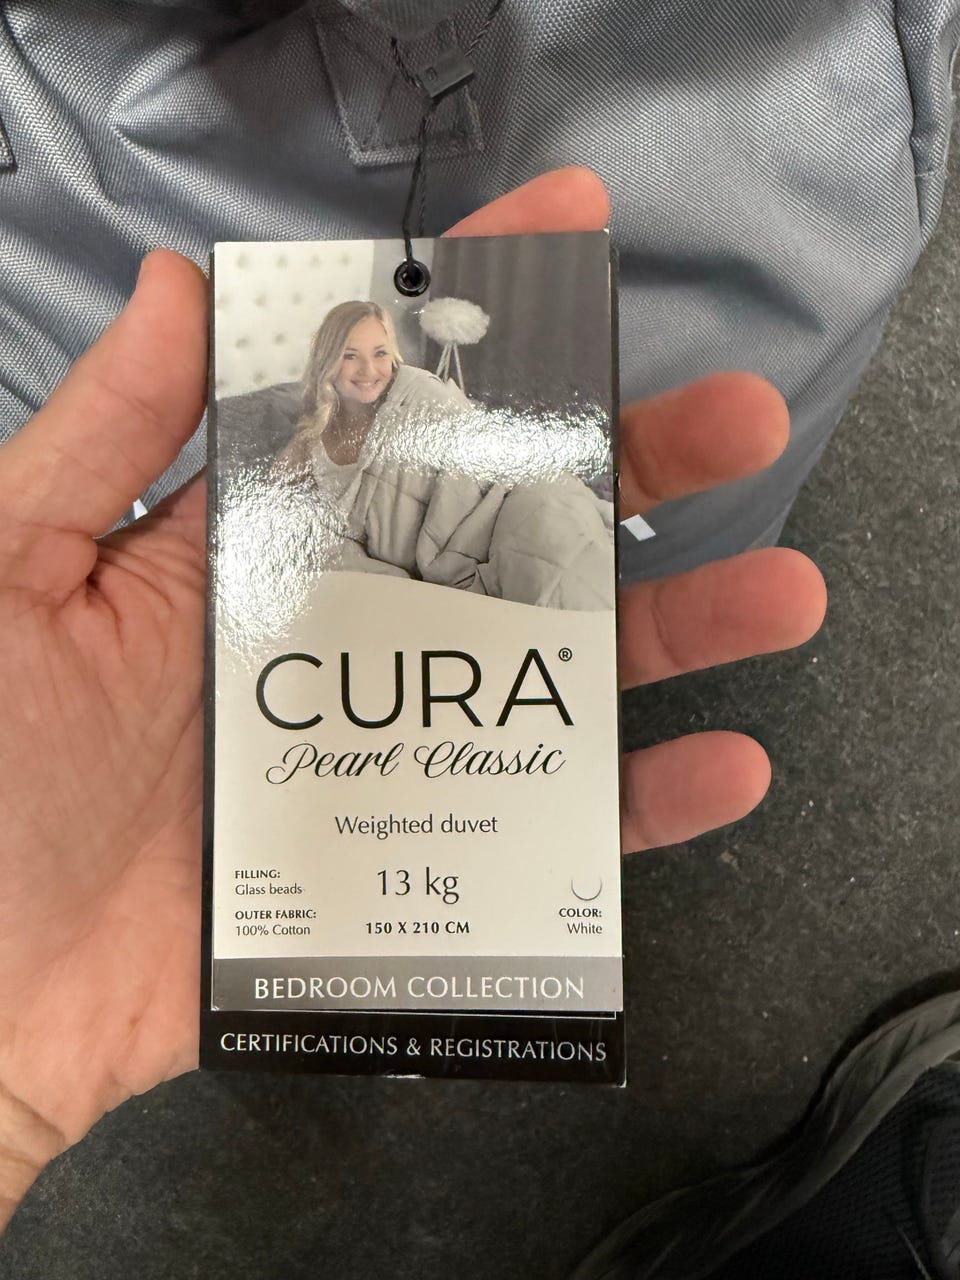 CURA®
Pearl Classic
Weighted duvet
FILLING:
Glass beads
13 kg
OUTER FABRIC:
100% Cotton
150 X 210 CM
COLOR:
White
BEDROOM COLLECTION
CERTIFICATIONS & REGISTRATIONS